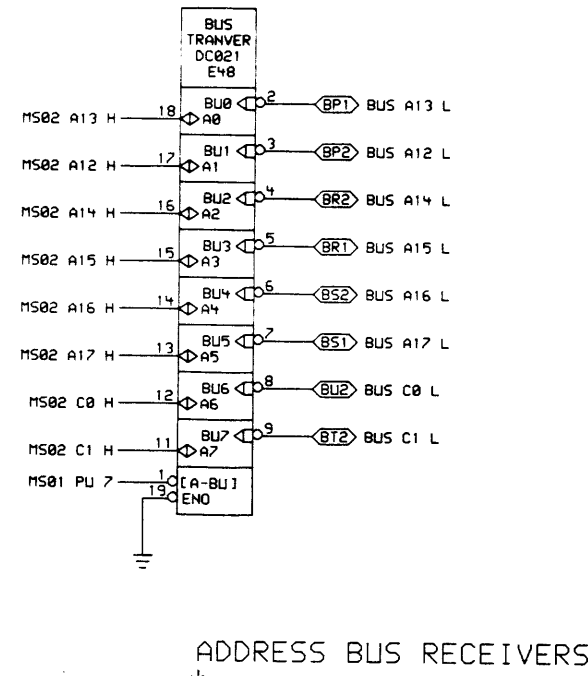 BUS
TRANVER
DC021
E48
MS02 A13 H 18 A0 BU0 2 BP1 BUS A13 L
MS02 A12 H 17 A1 BU1 3 BP2 BUS A12 L
MS02 A14 H 16 A2 BU2 4 BR2 BUS A14 L
MS02 A15 H 15 A3 BU3 5 BR1 BUS A15 L
MS02 A16 H 14 A4 BU4 6 BS2 BUS A16 L
MS02 A17 H 13 A5 BU5 7 BS1 BUS A17 L
MS02 C0 H 12 A6 BU6 8 BU2 BUS C0 L
MS02 C1 H 11 A7 BU7 9 BT2 BUS C1 L
MS01 PU 7 1 [A-BU]
19 ENO
ADDRESS BUS RECEIVERS